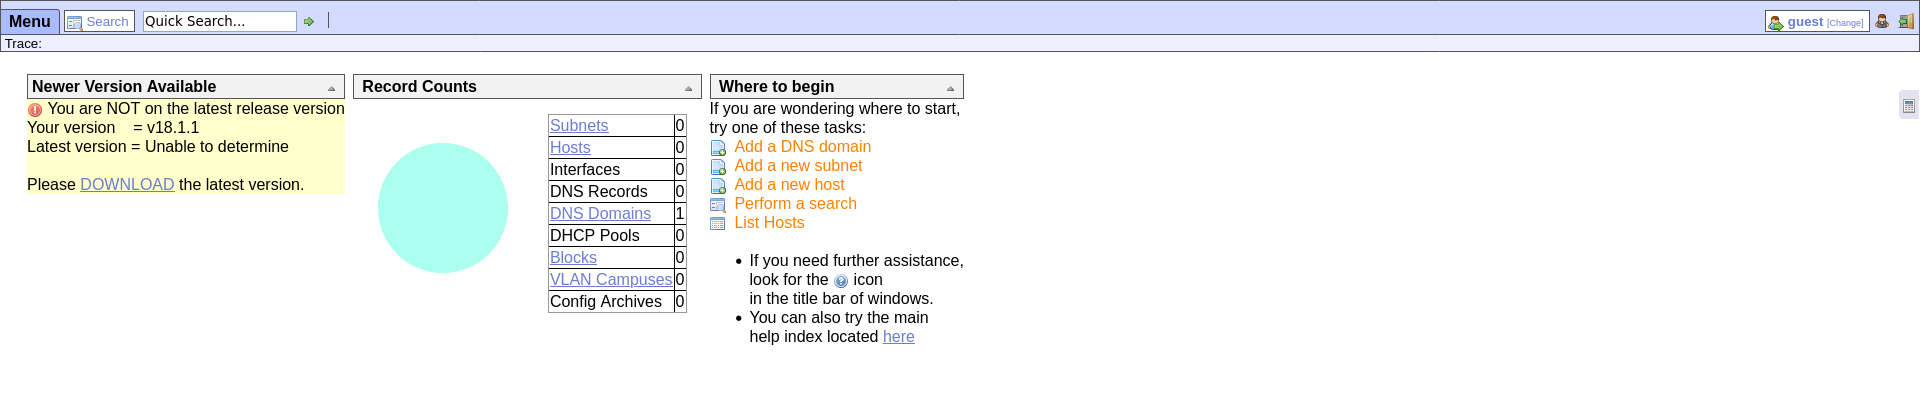 Menu Search Quick Search... guest [Change]
Trace:
Newer Version Available
You are NOT on the latest release version
Your version = v18.1.1
Latest version = Unable to determine
Please DOWNLOAD the latest version.
Record Counts
Subnets 0
Hosts 0
Interfaces 0
DNS Records 0
DNS Domains 1
DHCP Pools 0
Blocks 0
VLAN Campuses 0
Config Archives 0
Where to begin
If you are wondering where to start,
try one of these tasks:
Add a DNS domain
Add a new subnet
Add a new host
Perform a search
List Hosts
• If you need further assistance,
look for the ? icon
in the title bar of windows.
• You can also try the main
help index located here